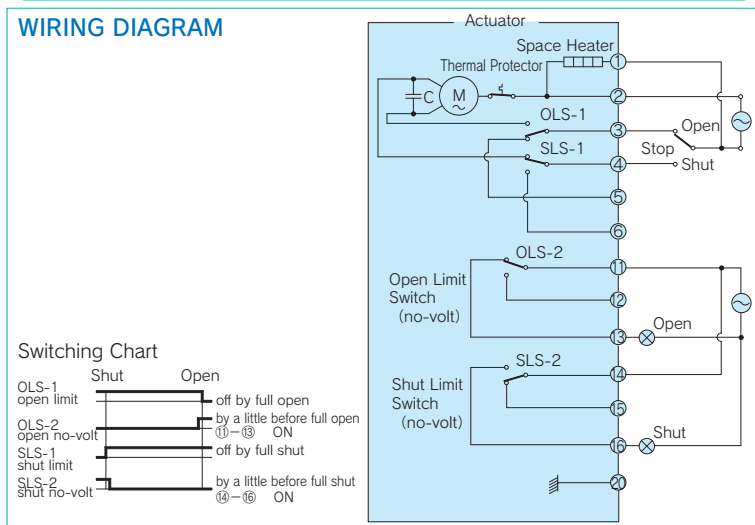 WIRING DIAGRAM
Actuator
Space Heater
①
Thermal Protector
C
M
②
OLS-1
③
Open
SLS-1
Stop
④
Shut
⑤
⑥
OLS-2
⑪
Open Limit
Switch
(no-volt)
⑫
⑬
Open
SLS-2
⑭
Shut Limit
Switch
(no-volt)
⑮
⑯
Shut
⑳
Switching Chart
Shut
Open
OLS-1
open limit
off by full open
OLS-2
open no-volt
by a little before full open
⑪-⑬ ON
SLS-1
shut limit
off by full shut
SLS-2
shut no-volt
by a little before full shut
⑭-⑯ ON